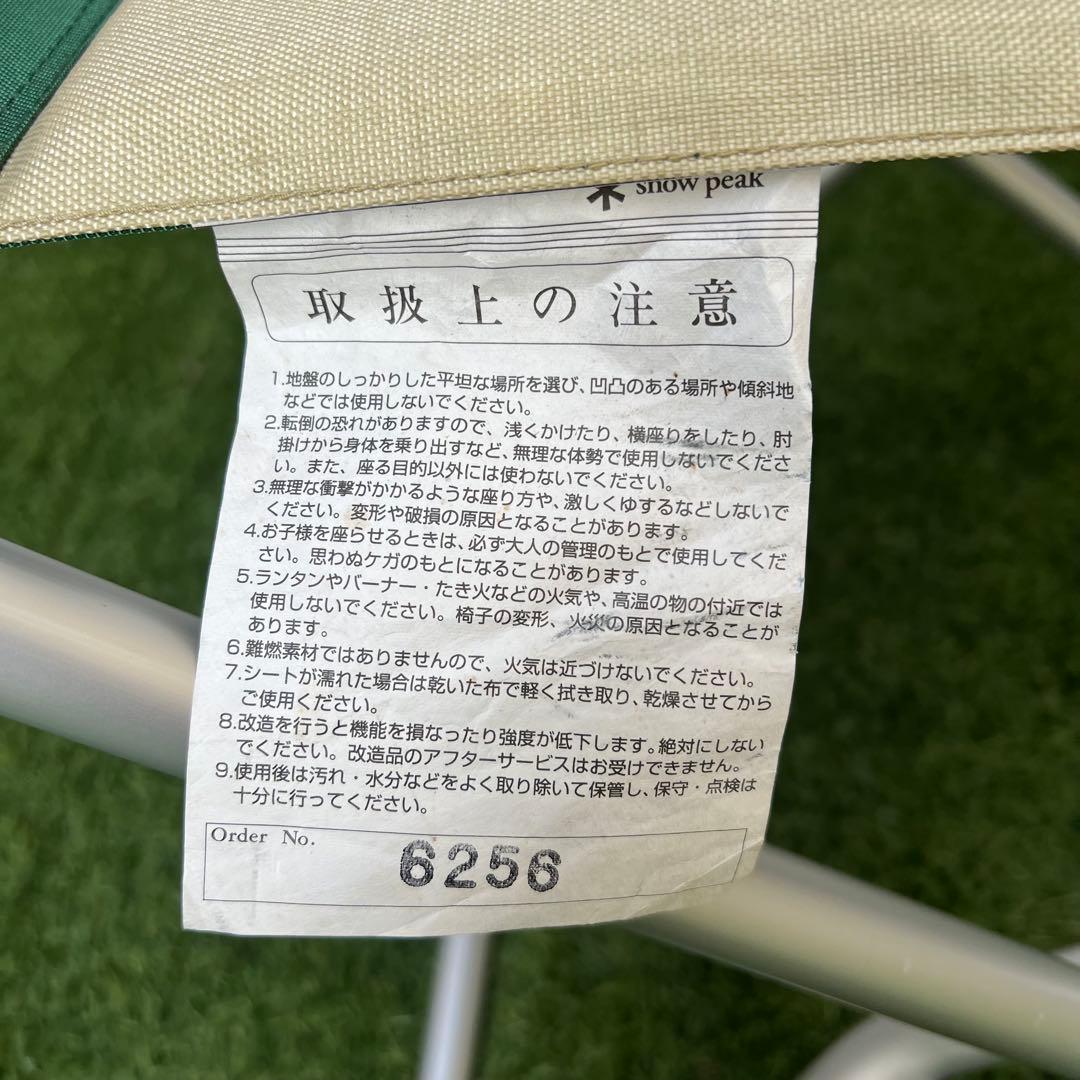 snow peak
取扱上の注意
1.地盤のしっかりした平坦な場所を選び、凹凸のある場所や傾斜地
などでは使用しないでください。
2.転倒の恐れがありますので、浅くかけたり、横座りをしたり、肘
掛けから身体を乗り出すなど、無理な体勢で使用しないでくださ
い。また、座る目的以外には使わないでください。
3.無理な衝撃がかかるような座り方や、激しくゆするなどしないで
ください。変形や破損の原因となることがあります。
4.お子様を座らせるときは、必ず大人の管理のもとで使用してくだ
さい。思わぬケガのもとになることがあります。
5.ランタンやバーナー・たき火などの火気や、高温の物の付近では
使用しないでください。椅子の変形、火災の原因となることが
あります。
6.難燃素材ではありませんので、火気は近づけないでください。
7.シートが濡れた場合は乾いた布で軽く拭き取り、乾燥させてから
ご使用ください。
8.改造を行うと機能を損なったり強度が低下します。絶対にしない
でください。改造品のアフターサービスはお受けできません。
9.使用後は汚れ・水分などをよく取り除いて保管し、保守・点検は
十分に行ってください。
Order No.
6256